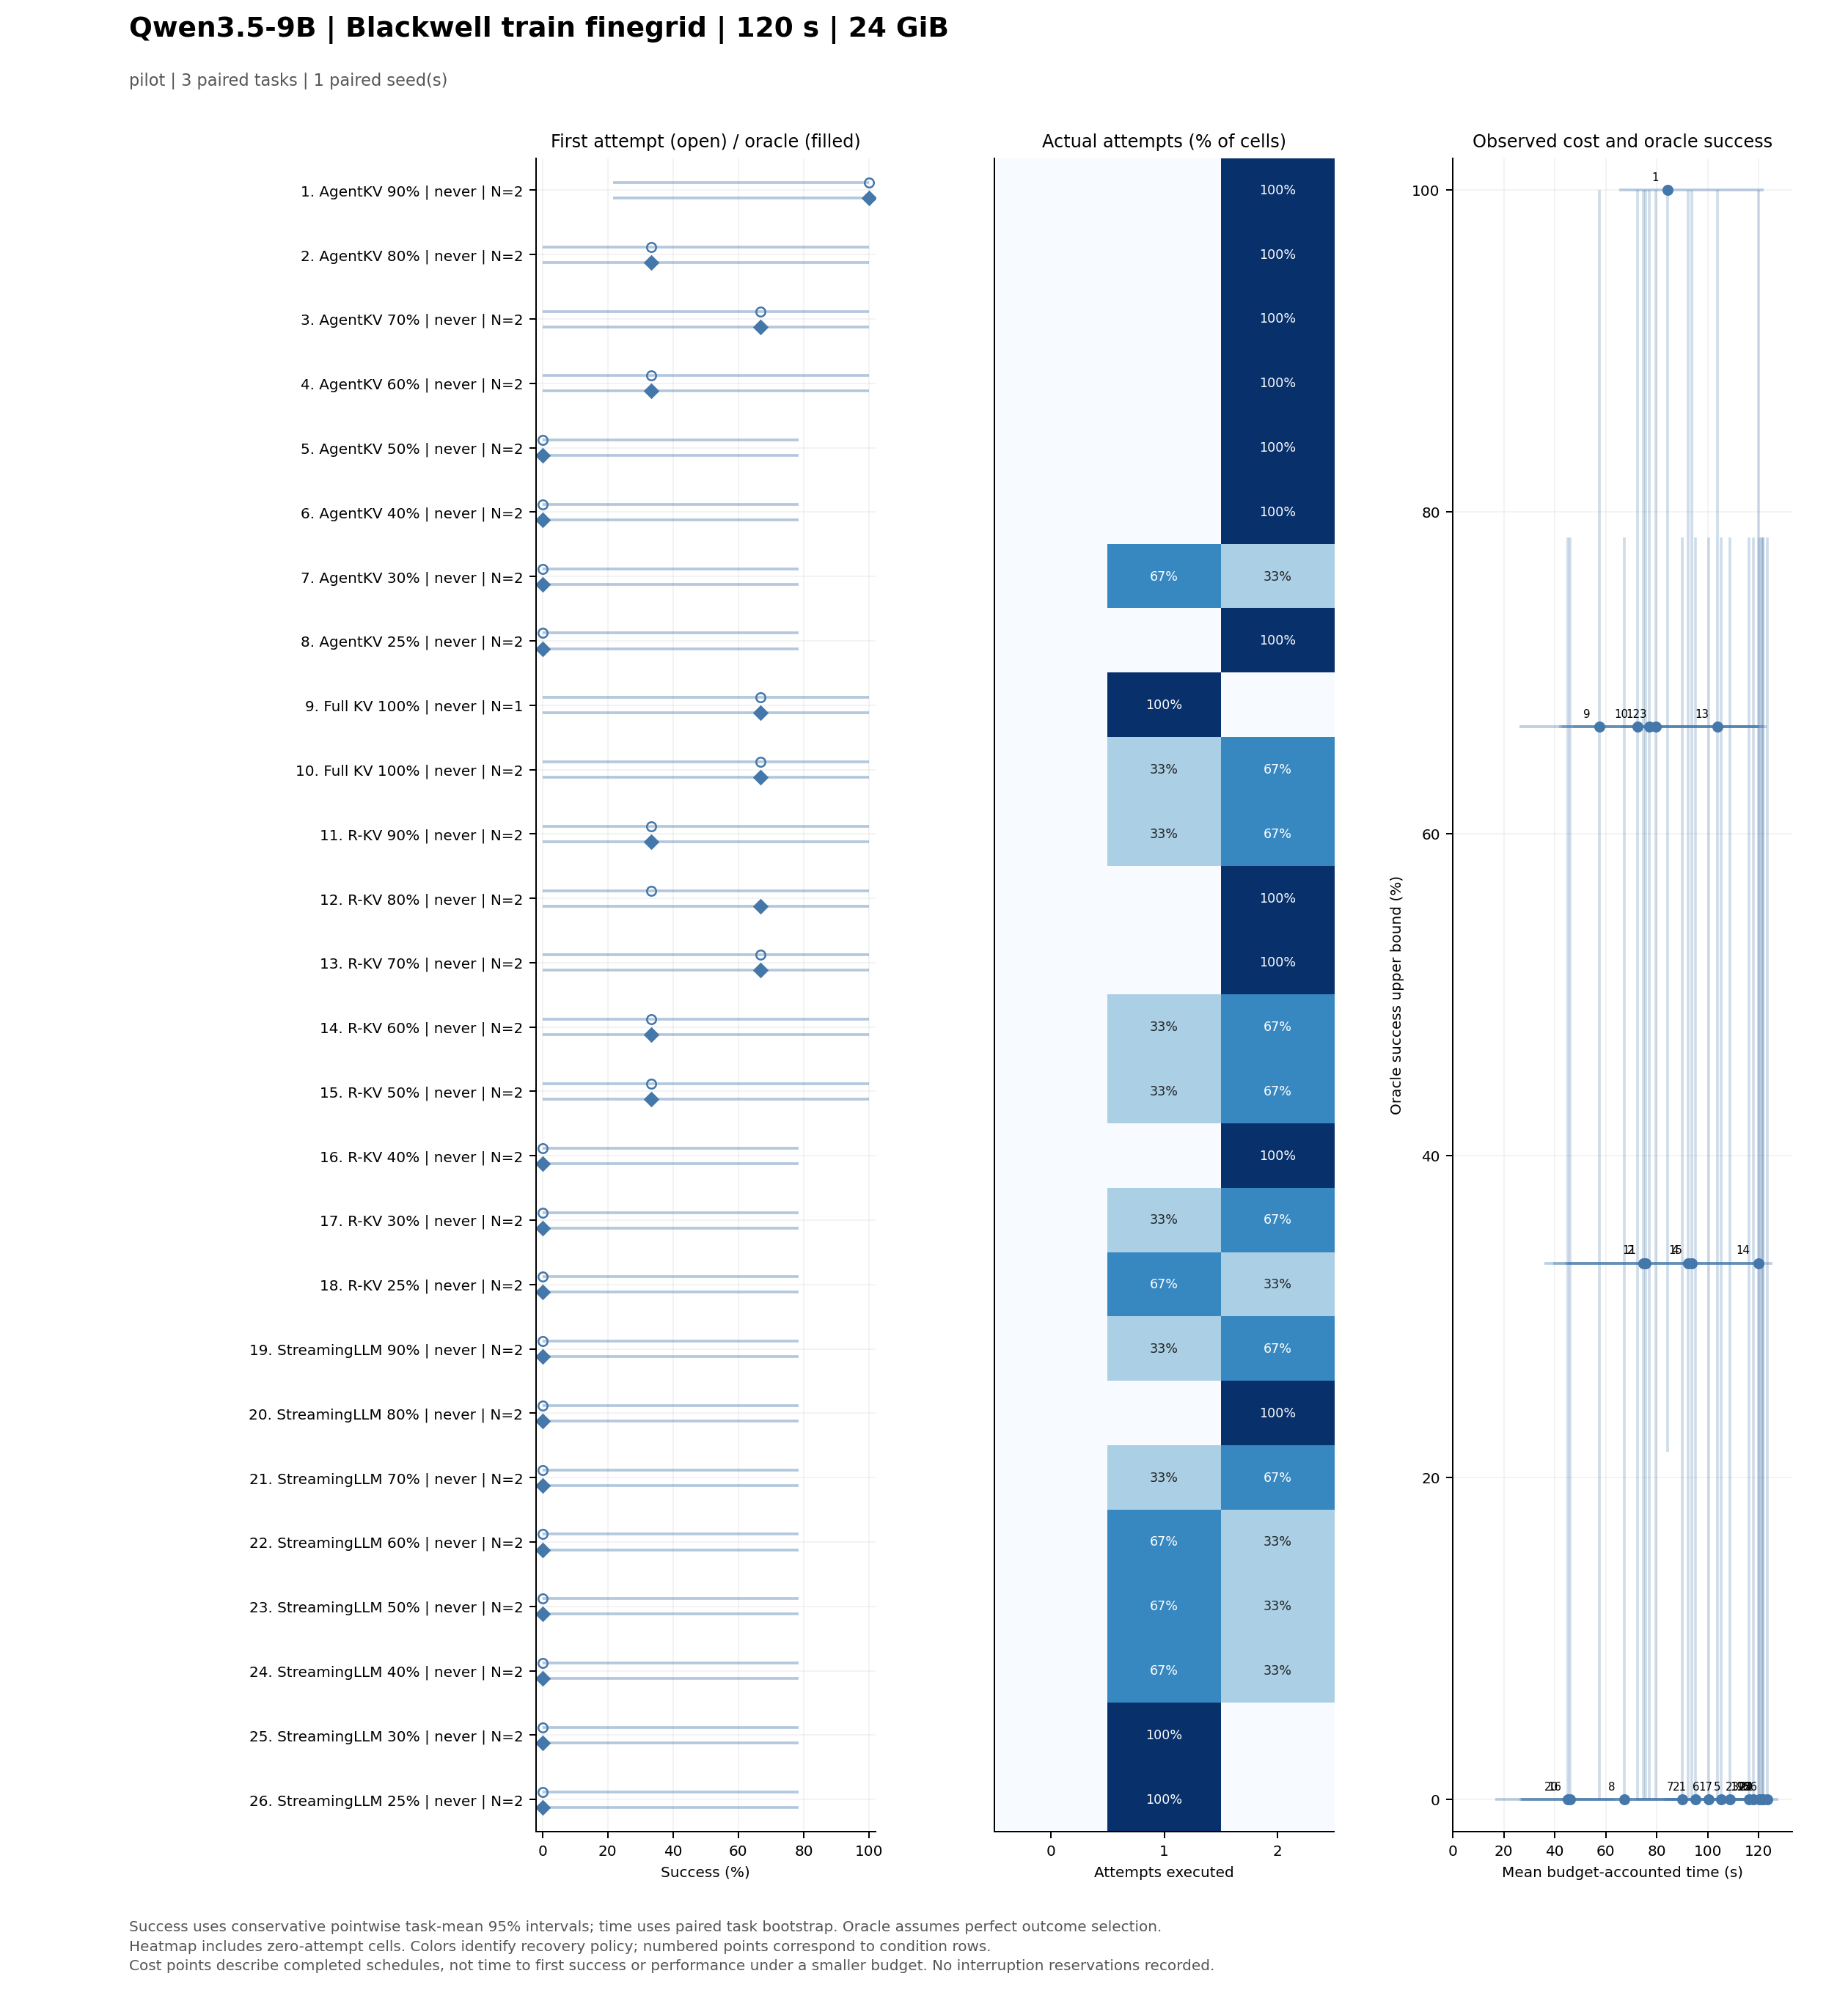 Qwen3.5-9B | Blackwell train finegrid | 120 s | 24 GiB
pilot | 3 paired tasks | 1 paired seed(s)
First attempt (open) / oracle (filled)
1. AgentKV 90% | never | N=2
2. AgentKV 80% | never | N=2
3. AgentKV 70% | never | N=2
4. AgentKV 60% | never | N=2
5. AgentKV 50% | never | N=2
6. AgentKV 40% | never | N=2
7. AgentKV 30% | never | N=2
8. AgentKV 25% | never | N=2
9. Full KV 100% | never | N=1
10. Full KV 100% | never | N=2
11. R-KV 90% | never | N=2
12. R-KV 80% | never | N=2
13. R-KV 70% | never | N=2
14. R-KV 60% | never | N=2
15. R-KV 50% | never | N=2
16. R-KV 40% | never | N=2
17. R-KV 30% | never | N=2
18. R-KV 25% | never | N=2
19. StreamingLLM 90% | never | N=2
20. StreamingLLM 80% | never | N=2
21. StreamingLLM 70% | never | N=2
22. StreamingLLM 60% | never | N=2
23. StreamingLLM 50% | never | N=2
24. StreamingLLM 40% | never | N=2
25. StreamingLLM 30% | never | N=2
26. StreamingLLM 25% | never | N=2
0 20 40 60 80 100
Success (%)
Actual attempts (% of cells)
100%
100%
100%
100%
100%
100%
67% 33%
100%
100%
33% 67%
33% 67%
100%
100%
33% 67%
33% 67%
100%
33% 67%
67% 33%
33% 67%
100%
33% 67%
67% 33%
67% 33%
67% 33%
100%
100%
0 1 2
Attempts executed
Observed cost and oracle success
Oracle success upper bound (%)
100
80
60
40
20
0
1
9 10 12 3 13
14
8 7 21 6 17 5
0 20 40 60 80 100 120
Mean budget-accounted time (s)
Success uses conservative pointwise task-mean 95% intervals; time uses paired task bootstrap. Oracle assumes perfect outcome selection.
Heatmap includes zero-attempt cells. Colors identify recovery policy; numbered points correspond to condition rows.
Cost points describe completed schedules, not time to first success or performance under a smaller budget. No interruption reservations recorded.